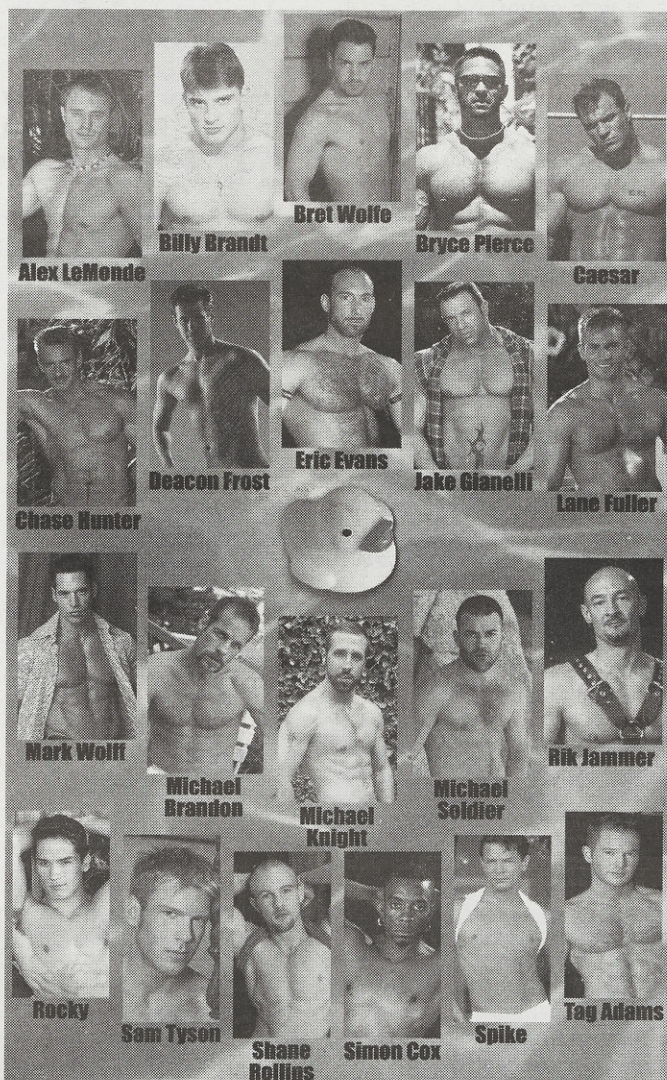 Alex LeMonde
Billy Brandt
Bret Wolfe
Bryce Pierce
Caesar
Chase Hunter
Deacon Frost
Eric Evans
Jake Gianelli
Lane Fuller
Mark Wolff
Michael
Brandon
Michael
Knight
Michael
Soldier
Rik Jammer
Rocky
Sam Tyson
Shane
Rollins
Simon Cox
Spike
Tag Adams